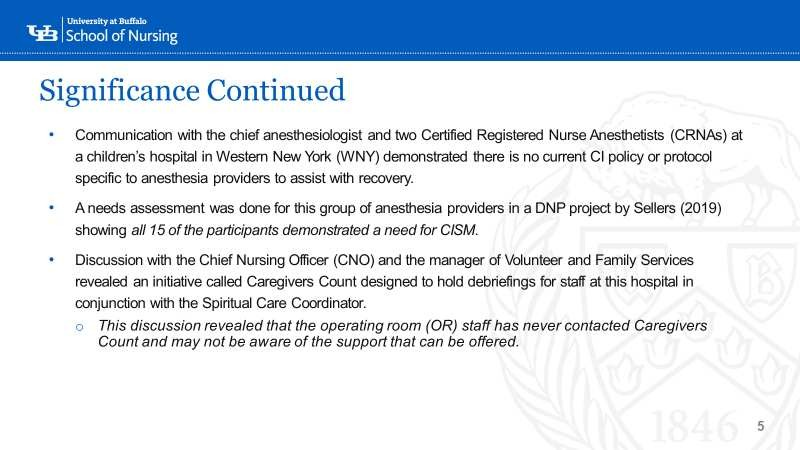 University at Buffalo
UB School of Nursing
Significance Continued
• Communication with the chief anesthesiologist and two Certified Registered Nurse Anesthetists (CRNAs) at
a children’s hospital in Western New York (WNY) demonstrated there is no current CI policy or protocol
specific to anesthesia providers to assist with recovery.
• A needs assessment was done for this group of anesthesia providers in a DNP project by Sellers (2019)
showing all 15 of the participants demonstrated a need for CISM.
• Discussion with the Chief Nursing Officer (CNO) and the manager of Volunteer and Family Services
revealed an initiative called Caregivers Count designed to hold debriefings for staff at this hospital in
conjunction with the Spiritual Care Coordinator.
o This discussion revealed that the operating room (OR) staff has never contacted Caregivers
Count and may not be aware of the support that can be offered.
B
1846
5